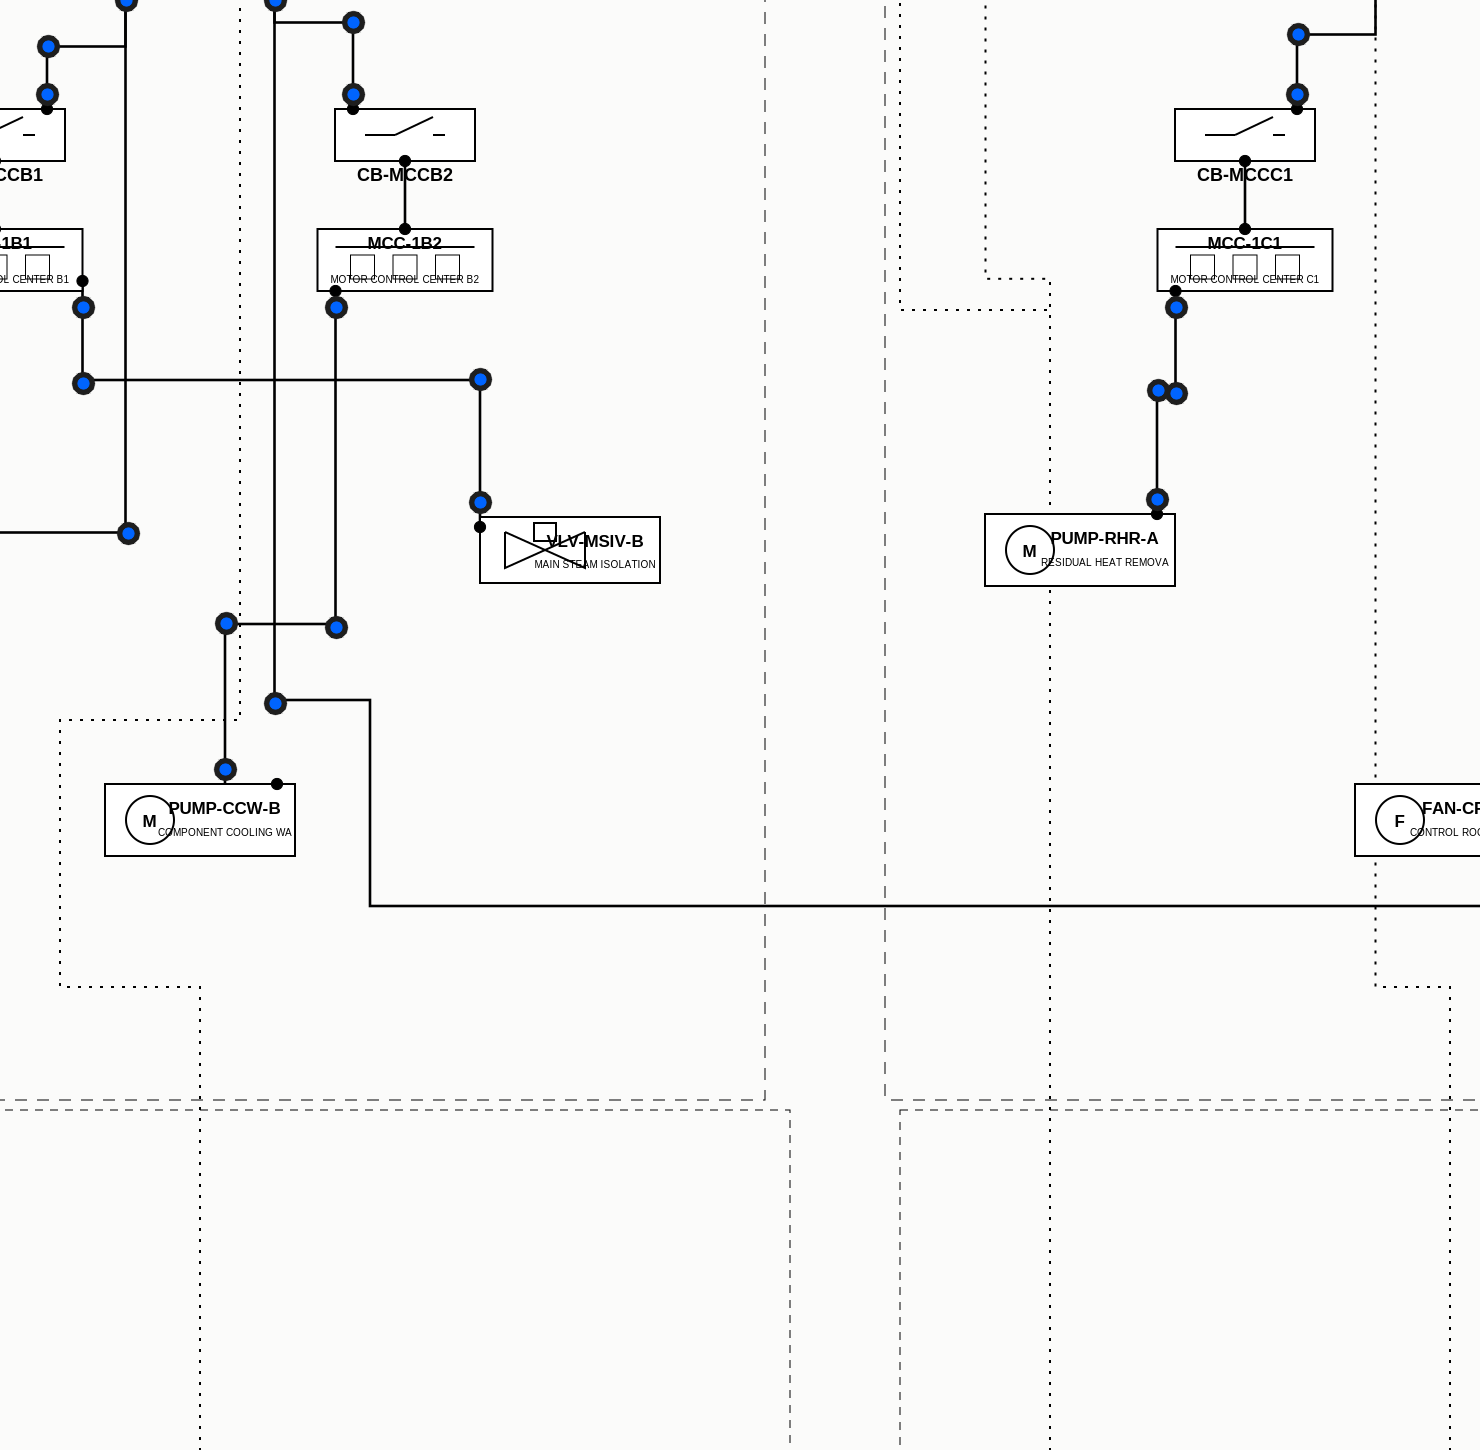 CCB1
CB-MCCB2
CB-MCCC1
1B1
MCC-1B2
MCC-1C1
OL CENTER B1
MOTOR CONTROL CENTER B2
MOTOR CONTROL CENTER C1
VLV-MSIV-B
MAIN STEAM ISOLATION
M
PUMP-RHR-A
RESIDUAL HEAT REMOVA
M
PUMP-CCW-B
COMPONENT COOLING WA
F
FAN-CR
CONTROL ROO